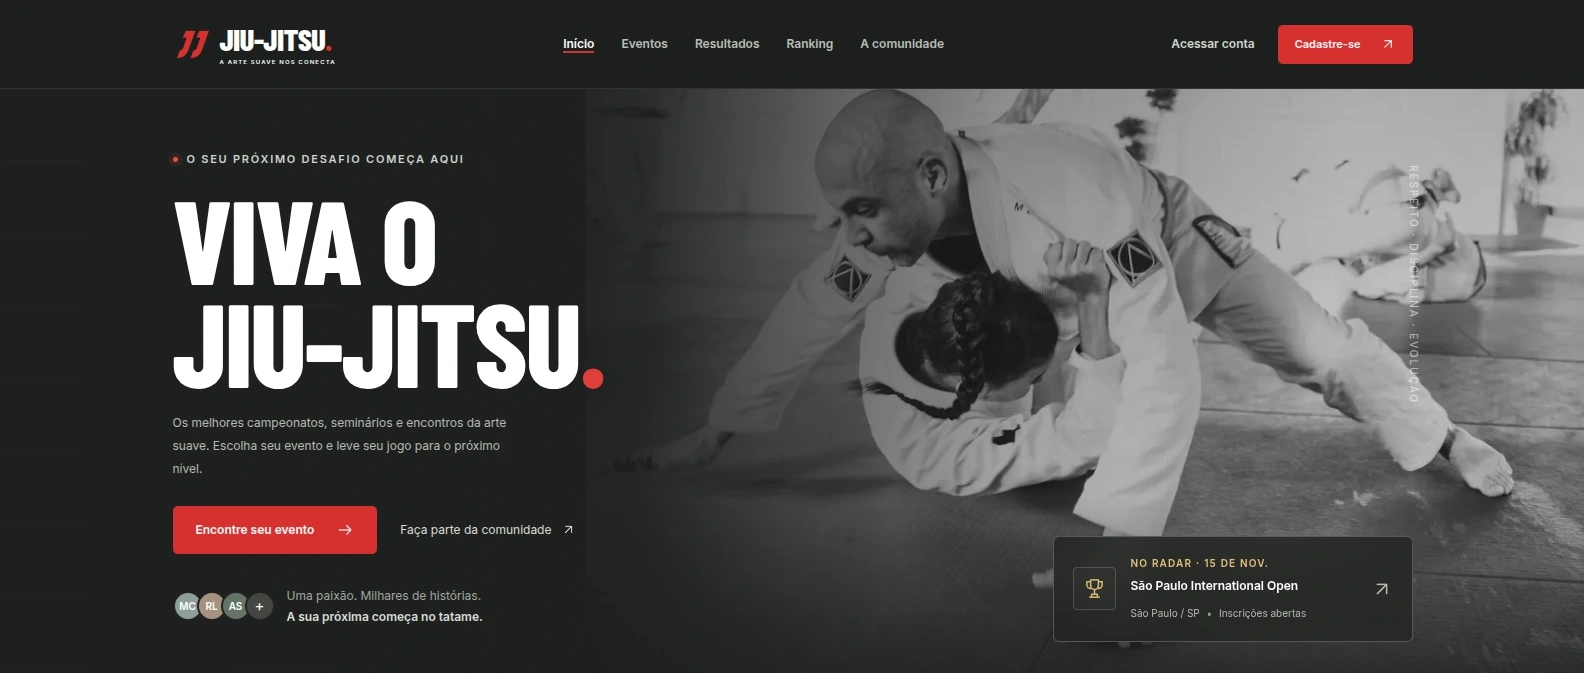 JIU-JITSU.
A ARTE SUAVE NOS CONECTA
Início
Eventos
Resultados
Ranking
A comunidade
Acessar conta
Cadastre-se
O SEU PRÓXIMO DESAFIO COMEÇA AQUI
VIVA O
JIU-JITSU.
Os melhores campeonatos, seminários e encontros da arte
suave. Escolha seu evento e leve seu jogo para o próximo
nível.
Encontre seu evento
Faça parte da comunidade
MC RL AS +
Uma paixão. Milhares de histórias.
A sua próxima começa no tatame.
RESPEITO · DISCIPLINA · EVOLUÇÃO
NO RADAR · 15 DE NOV.
São Paulo International Open
São Paulo / SP • Inscrições abertas